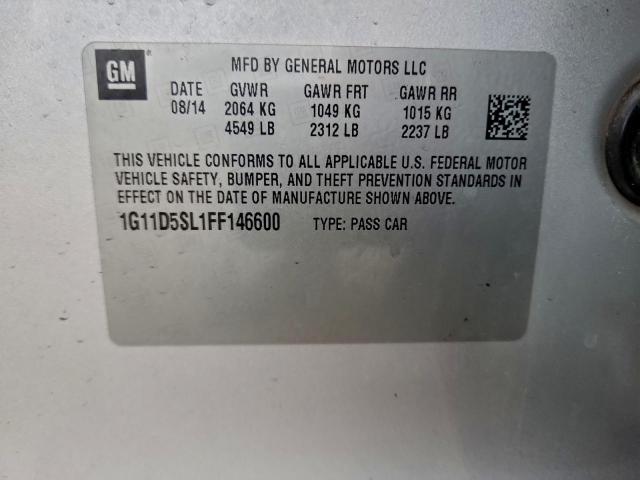 GM
MFD BY GENERAL MOTORS LLC
DATE GVWR GAWR FRT GAWR RR
08/14 2064 KG 1049 KG 1015 KG
4549 LB 2312 LB 2237 LB
THIS VEHICLE CONFORMS TO ALL APPLICABLE U.S. FEDERAL MOTOR
VEHICLE SAFETY, BUMPER, AND THEFT PREVENTION STANDARDS IN
EFFECT ON THE DATE OF MANUFACTURE SHOWN ABOVE.
1G11D5SL1FF146600 TYPE: PASS CAR